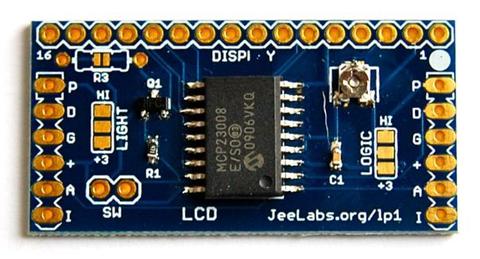 16 DISPL Y 1
R3 Q1
P HI P
D D
G LIGHT G
+ +3 +
A A
I I
MCP23008
E/SO
0906VKQ
R1
C1
HI
LOGIC
+3
SW
LCD
JeeLabs.org/lp1